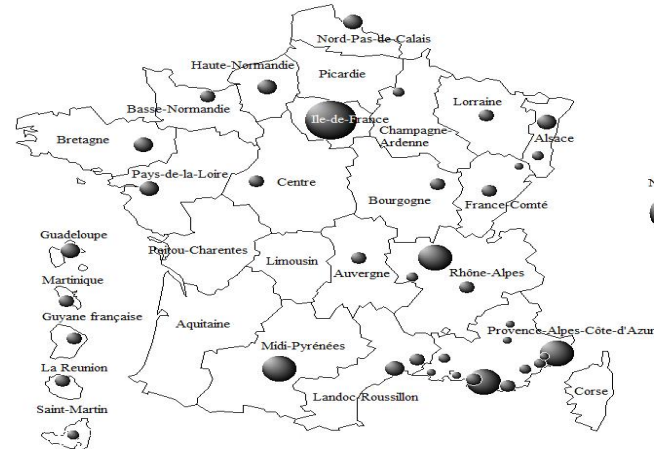 Nord-Pas-de-Calais
Haute-Normandie
Picardie
Basse-Normandie
Lorraine
Ile-de-France
Champagne-
Ardenne
Alsace
Bretagne
Pays-de-la-Loire
Centre
Bourgogne
France-Comté
Guadeloupe
Poitou-Charentes
Limousin
Auvergne
Rhône-Alpes
Martinique
Guyane française
Aquitaine
Provence-Alpes-Côte-d'Azur
Midi-Pyrénées
La Reunion
Landoc-Roussillon
Corse
Saint-Martin
N